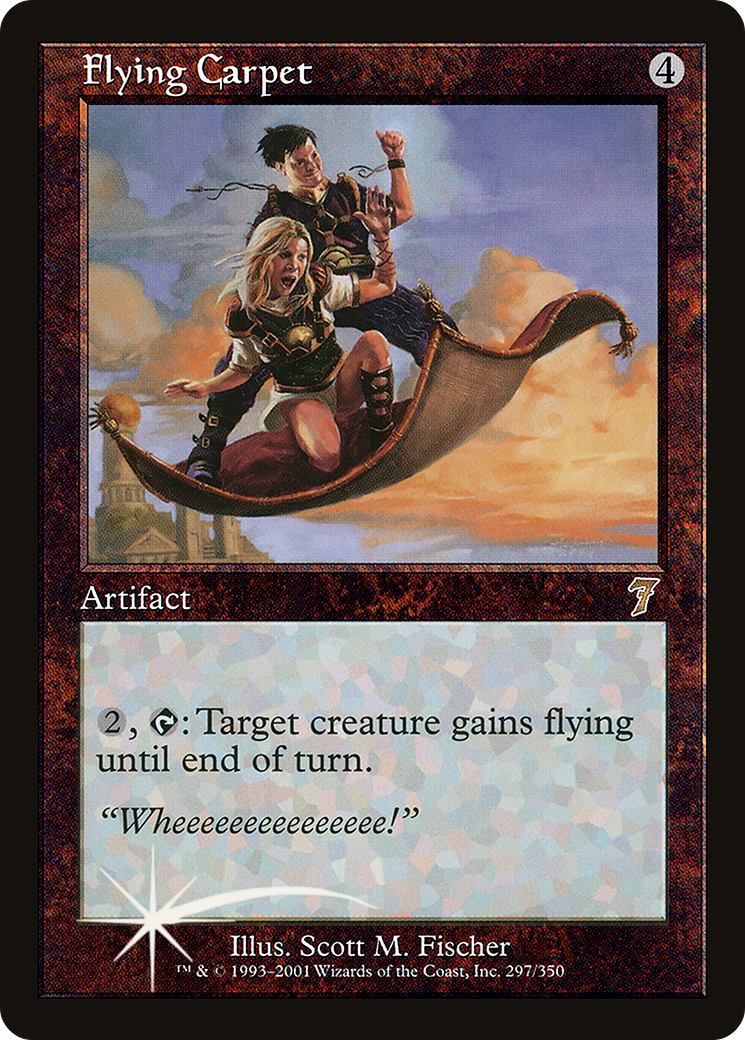 Flying Carpet 4
Artifact 7
2, : Target creature gains flying
until end of turn.
“Wheeeeeeeeeeeeeee!”
Illus. Scott M. Fischer
™ & © 1993–2001 Wizards of the Coast, Inc. 297/350